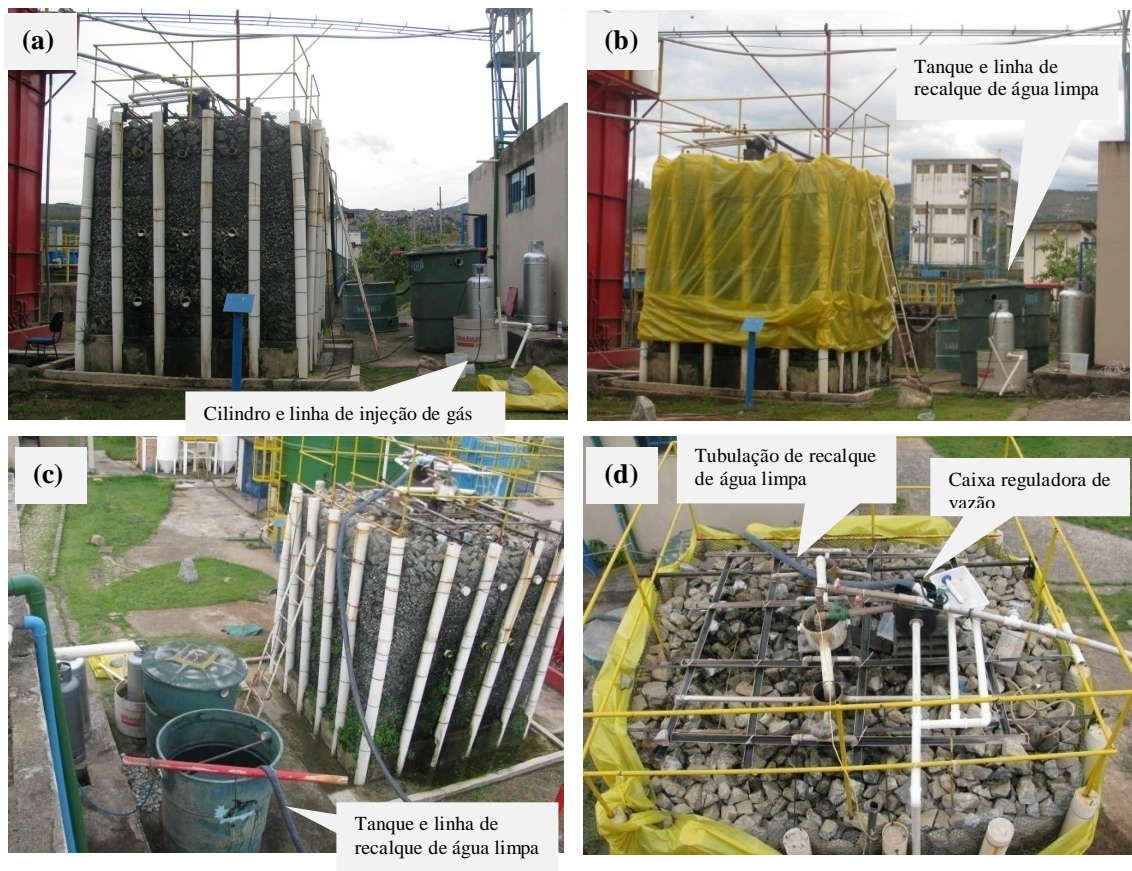 (a)
Cilindro e linha de injeção de gás
(b)
Tanque e linha de
recalque de água limpa
(c)
Tanque e linha de
recalque de água limpa
(d)
Tubulação de recalque
de água limpa
Caixa reguladora de
vazão